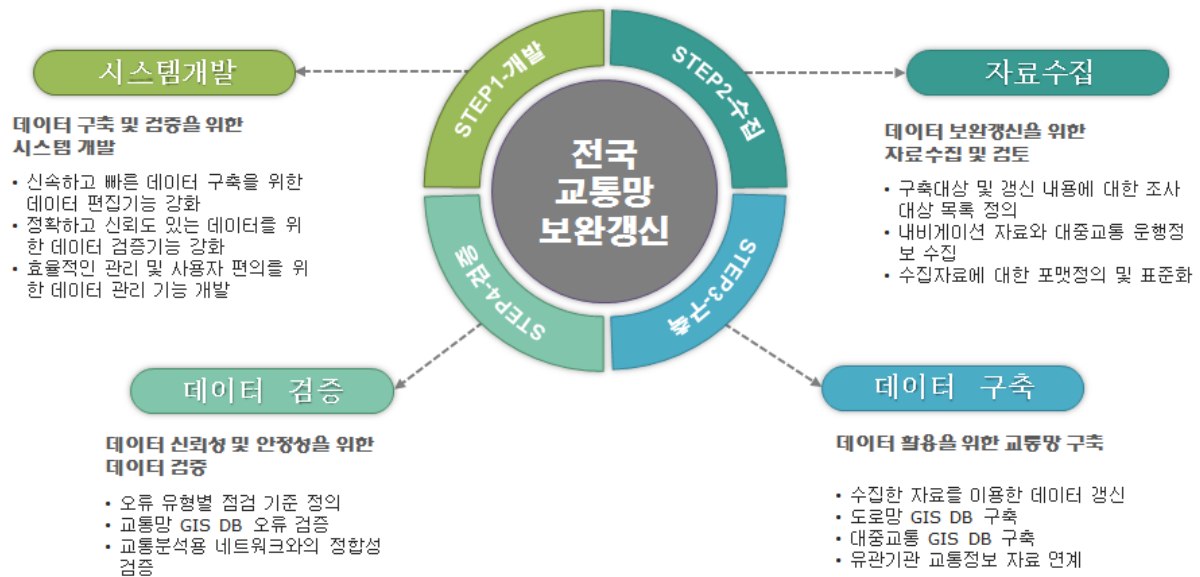 시스템개발
데이터 구축 및 검증을 위한
시스템 개발
• 신속하고 빠른 데이터 구축을 위한
데이터 편집기능 강화
• 정확하고 신뢰도 있는 데이터를 위
한 데이터 검증기능 강화
• 효율적인 관리 및 사용자 편의를 위
한 데이터 관리 기능 개발
STEP1-개발
STEP2-수집
STEP3-구축
STEP4-검증
전국
교통망
보완갱신
자료수집
데이터 보완갱신을 위한
자료수집 및 검토
• 구축대상 및 갱신 내용에 대한 조사
대상 목록 정의
• 내비게이션 자료와 대중교통 운행정
보 수집
• 수집자료에 대한 포맷정의 및 표준화
데이터 검증
데이터 신뢰성 및 안정성을 위한
데이터 검증
• 오류 유형별 점검 기준 정의
• 교통망 GIS DB 오류 검증
• 교통분석용 네트워크와의 정합성
검증
데이터 구축
데이터 활용을 위한 교통망 구축
• 수집한 자료를 이용한 데이터 갱신
• 도로망 GIS DB 구축
• 대중교통 GIS DB 구축
• 유관기관 교통정보 자료 연계